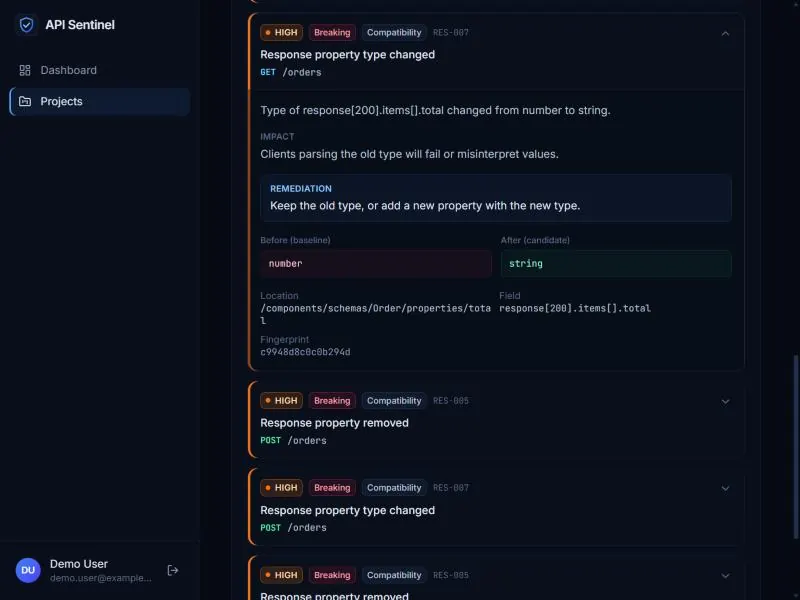 API Sentinel
Dashboard
Projects
HIGH Breaking Compatibility RES-007
Response property type changed
GET /orders
Type of response[200].items[].total changed from number to string.
IMPACT
Clients parsing the old type will fail or misinterpret values.
REMEDIATION
Keep the old type, or add a new property with the new type.
Before (baseline) After (candidate)
number string
Location Field
/components/schemas/Order/properties/tota response[200].items[].total
l
Fingerprint
c9948d8c0c0b294d
HIGH Breaking Compatibility RES-005
Response property removed
POST /orders
HIGH Breaking Compatibility RES-007
Response property type changed
POST /orders
HIGH Breaking Compatibility RES-005
Response property removed
DU Demo User
demo.user@example...